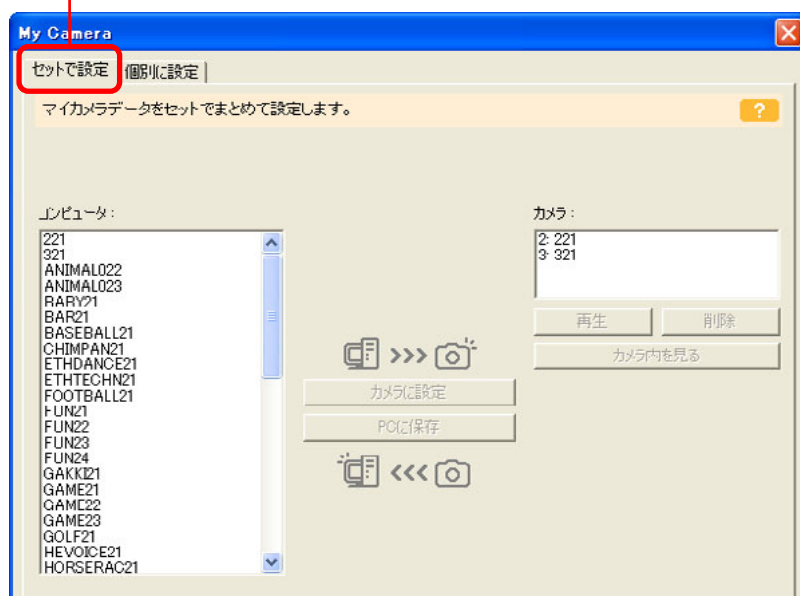 My Camera
セットで設定 個別に設定
マイカメラデータをセットでまとめて設定します。
?
コンピュータ:
221
321
ANIMAL022
ANIMAL023
BABY21
BAR21
BASEBALL21
CHIMPAN21
ETHDANCE21
ETHTECHN21
FOOTBALL21
FUN21
FUN22
FUN23
FUN24
GAKKI21
GAME21
GAME22
GAME23
GOLF21
HEVOICE21
HORSERAC21
>>>
カメラに設定
PCに保存
<<<
カメラ:
2: 221
3: 321
再生 削除
カメラ内を見る